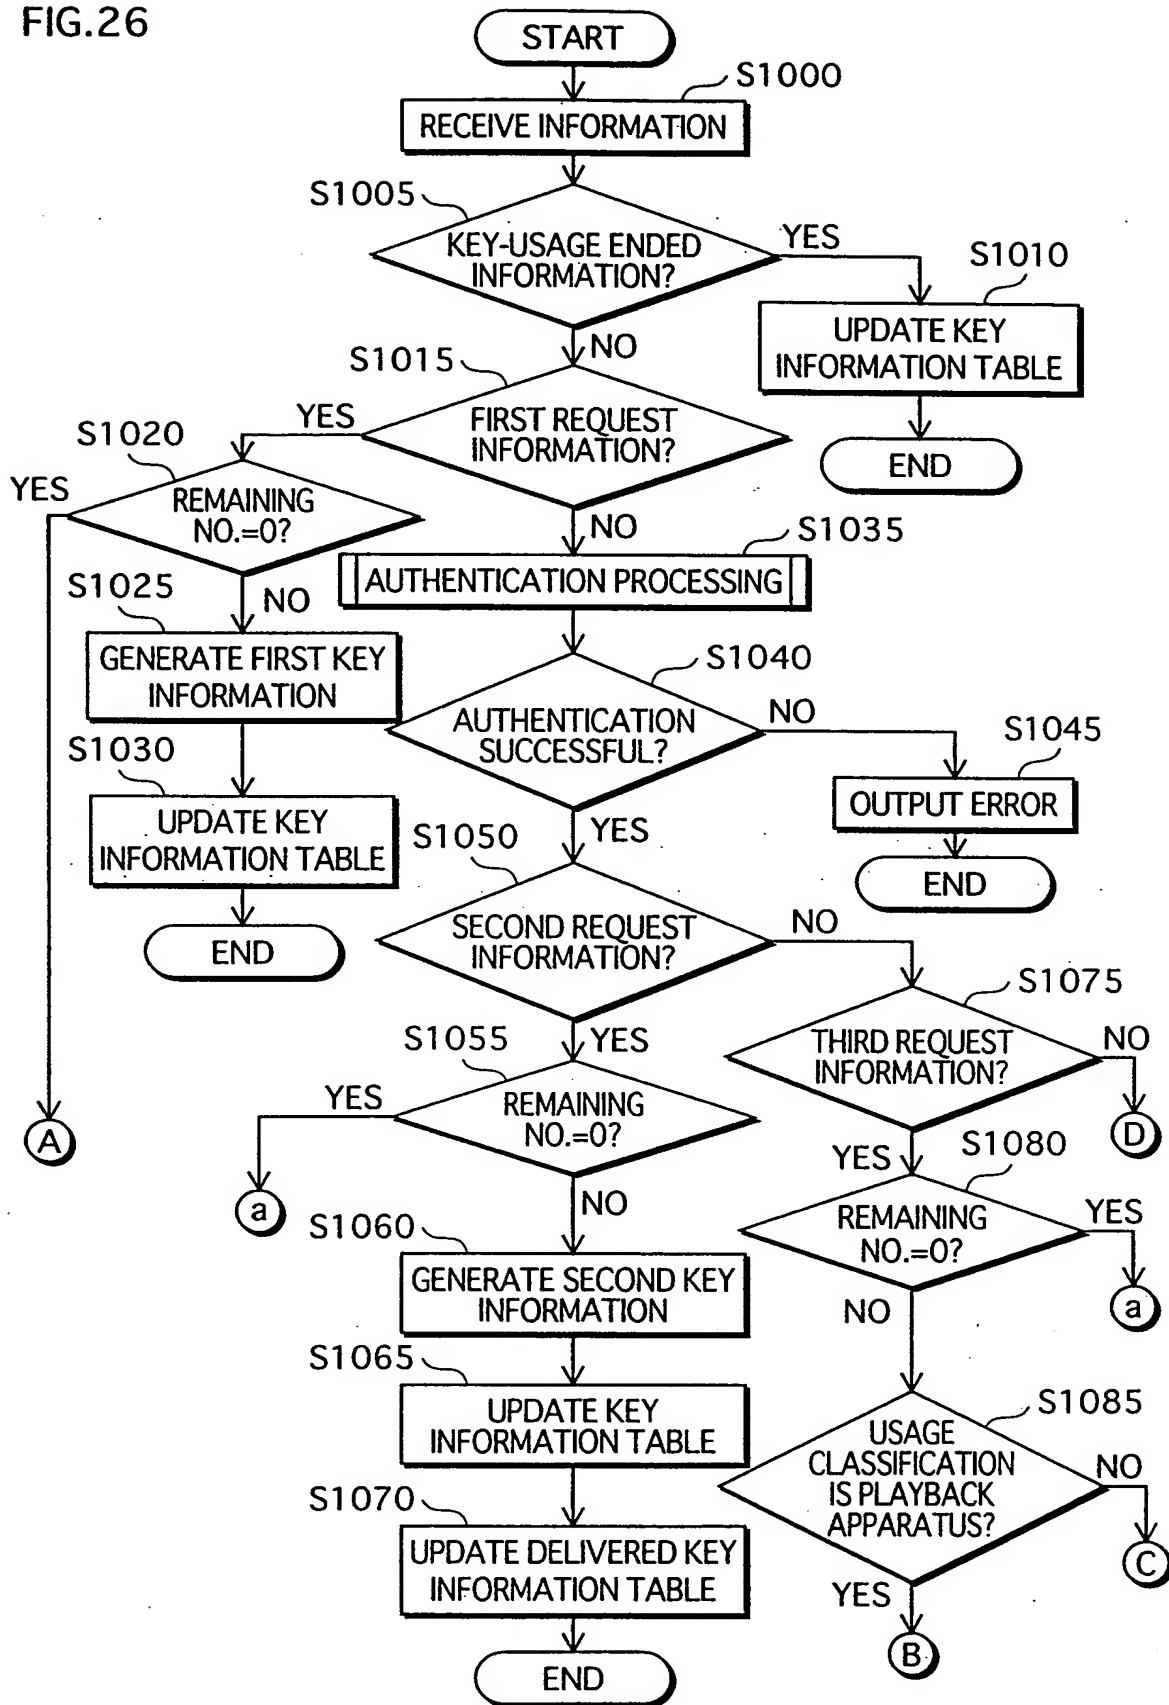 FIG.26
START
S1000
RECEIVE INFORMATION
S1005
KEY-USAGE ENDED
INFORMATION?
YES
S1010
UPDATE KEY
INFORMATION TABLE
END
NO
S1015
FIRST REQUEST
INFORMATION?
YES
S1020
YES
REMAINING
NO.=0?
NO
S1035
AUTHENTICATION PROCESSING
S1025
NO
GENERATE FIRST KEY
INFORMATION
S1040
AUTHENTICATION
SUCCESSFUL?
NO
S1030
UPDATE KEY
INFORMATION TABLE
END
S1045
OUTPUT ERROR
END
YES
S1050
SECOND REQUEST
INFORMATION?
NO
S1075
THIRD REQUEST
INFORMATION?
NO
D
YES
S1055
YES
REMAINING
NO.=0?
A
a
YES
S1080
REMAINING
NO.=0?
YES
a
NO
S1060
GENERATE SECOND KEY
INFORMATION
NO
S1065
UPDATE KEY
INFORMATION TABLE
S1085
USAGE
CLASSIFICATION
IS PLAYBACK
APPARATUS?
NO
C
S1070
UPDATE DELIVERED KEY
INFORMATION TABLE
YES
B
END